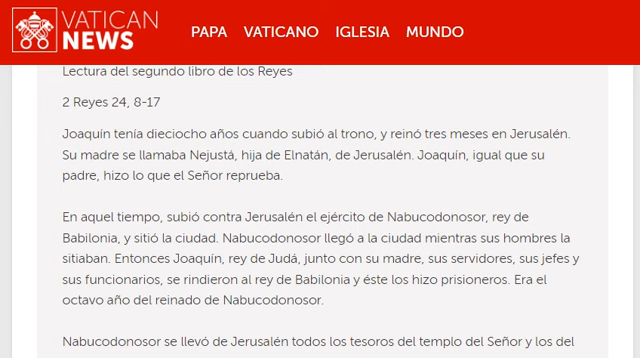 VATICAN
NEWS
PAPA VATICANO IGLESIA MUNDO
Lectura del segundo libro de los Reyes
2 Reyes 24, 8-17
Joaquín tenía dieciocho años cuando subió al trono, y reinó tres meses en Jerusalén.
Su madre se llamaba Nejustá, hija de Elnatán, de Jerusalén. Joaquín, igual que su
padre, hizo lo que el Señor reprueba.
En aquel tiempo, subió contra Jerusalén el ejército de Nabucodonosor, rey de
Babilonia, y sitió la ciudad. Nabucodonosor llegó a la ciudad mientras sus hombres la
sitiaban. Entonces Joaquín, rey de Judá, junto con su madre, sus servidores, sus jefes y
sus funcionarios, se rindieron al rey de Babilonia y éste los hizo prisioneros. Era el
octavo año del reinado de Nabucodonosor.
Nabucodonosor se llevó de Jerusalén todos los tesoros del templo del Señor y los del